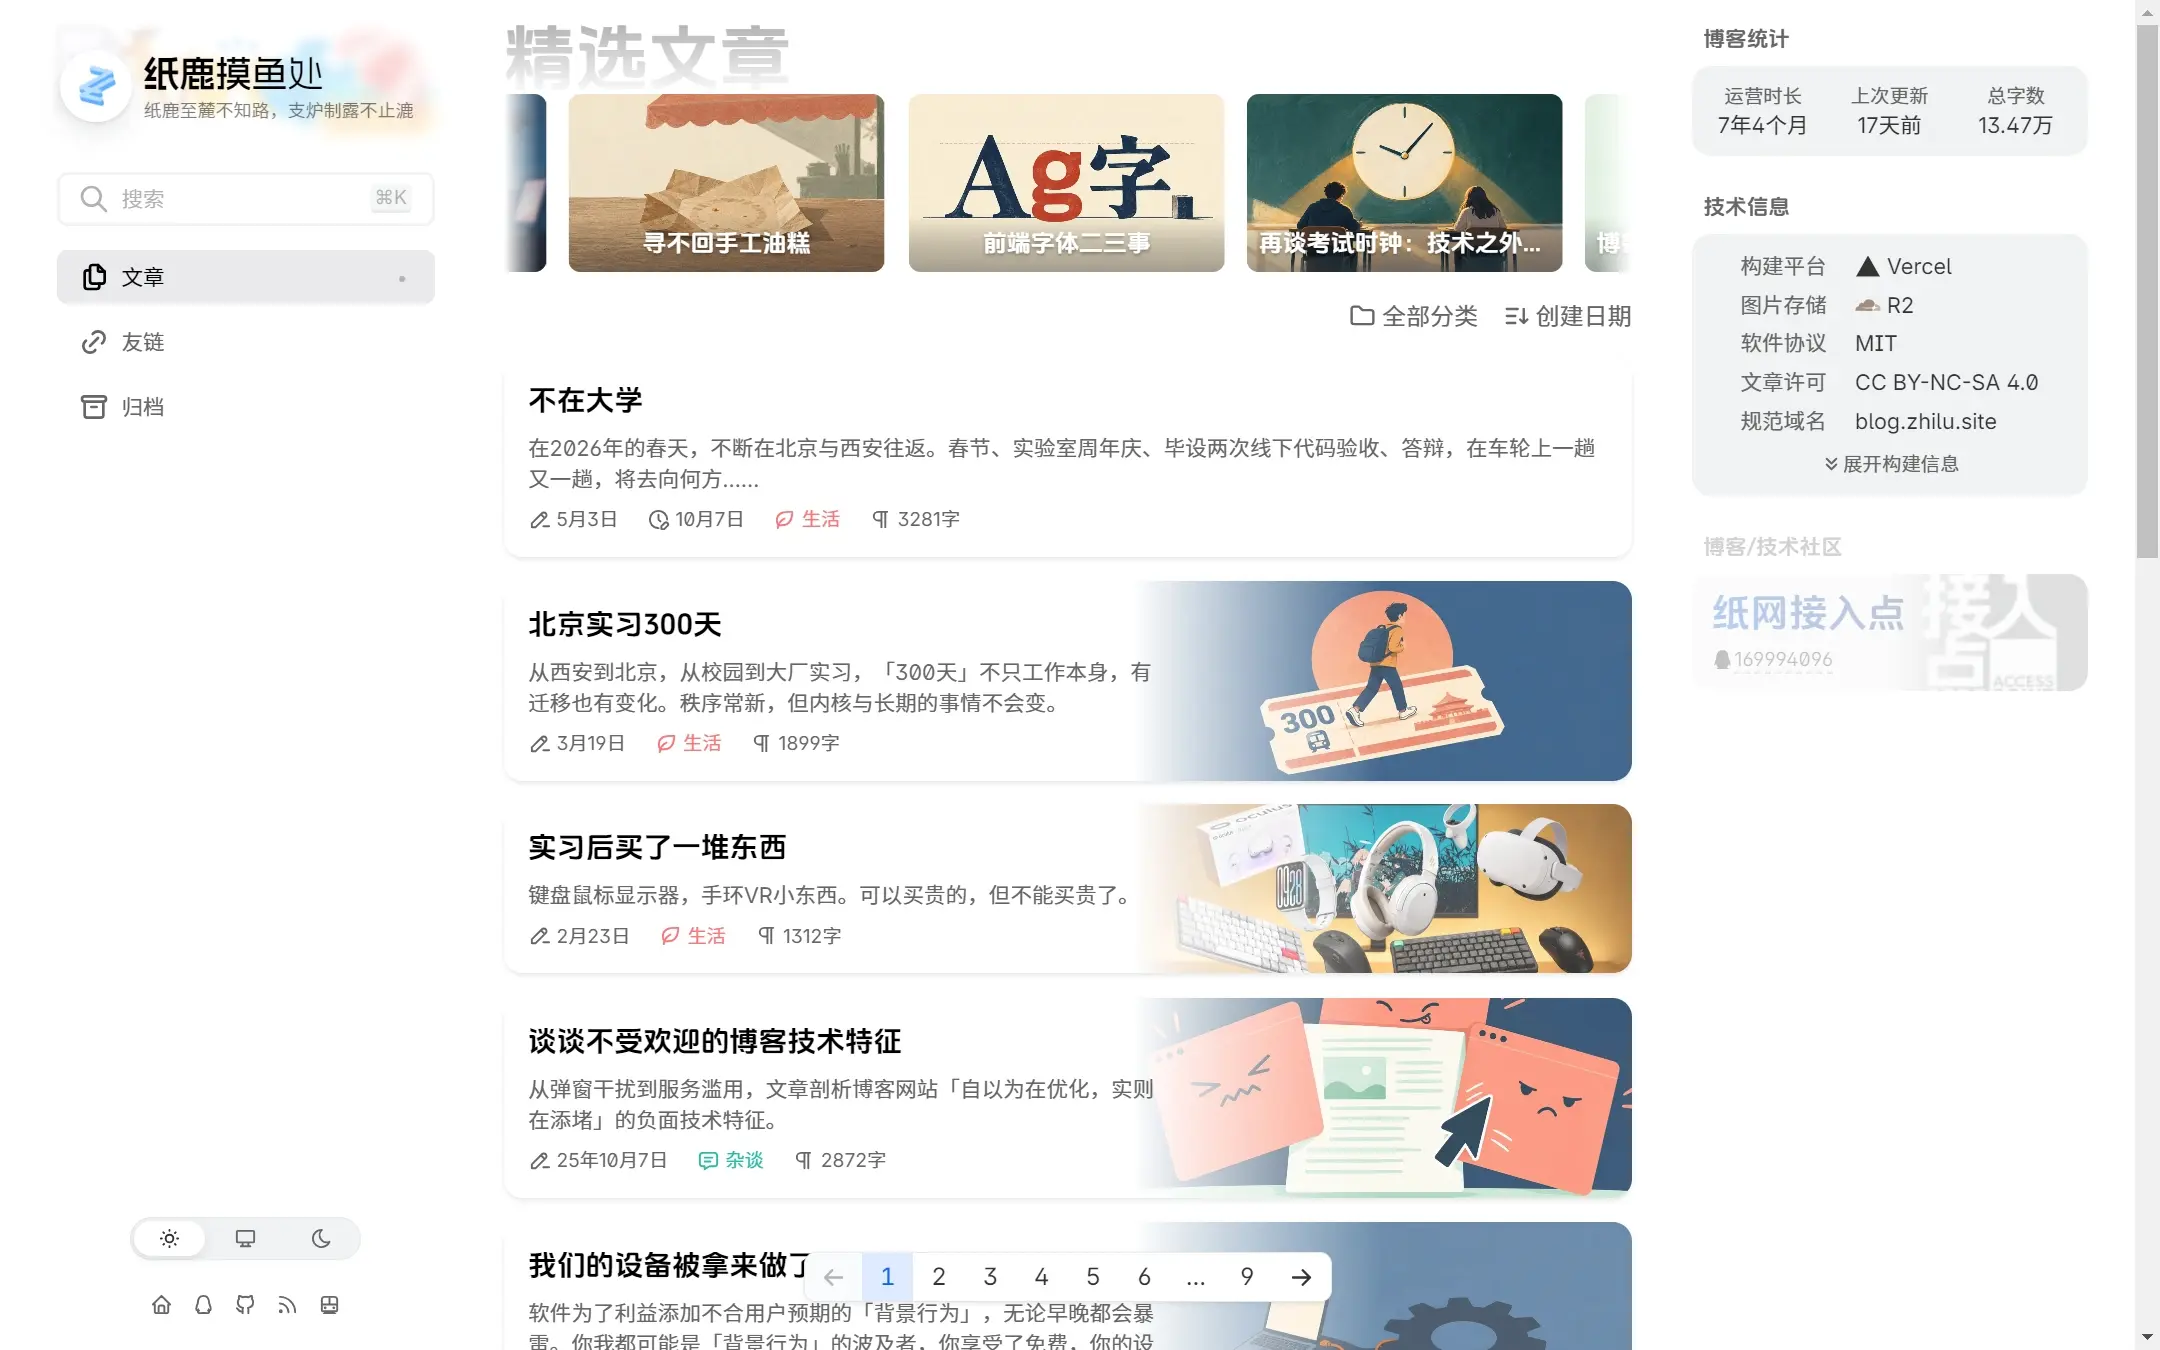 纸鹿摸鱼处
纸鹿至麓不知路，支炉制露不止漉
搜索
⌘K
文章
友链
归档
精选文章
寻不回手工油糕
Ag字
前端字体二三事
再谈考试时钟：技术之外...
博
全部分类
创建日期
不在大学
在2026年的春天，不断在北京与西安往返。春节、实验室周年庆、毕设两次线下代码验收、答辩，在车轮上一趟
又一趟，将去向何方……
5月3日 10月7日 生活 3281字
北京实习300天
从西安到北京，从校园到大厂实习，「300天」不只工作本身，有
迁移也有变化。秩序常新，但内核与长期的事情不会变。
3月19日 生活 1899字
300
实习后买了一堆东西
键盘鼠标显示器，手环VR小东西。可以买贵的，但不能买贵了。
2月23日 生活 1312字
oculus
0928
谈谈不受欢迎的博客技术特征
从弹窗干扰到服务滥用，文章剖析博客网站「自以为在优化，实则
在添堵」的负面技术特征。
25年10月7日 杂谈 2872字
我们的设备被拿来做了
软件为了利益添加不合用户预期的「背景行为」，无论早晚都会暴
雷。你我都可能是「背景行为」的波及者，你享受了免费，你的设
1 2 3 4 5 6 ... 9
博客统计
运营时长 上次更新 总字数
7年4个月 17天前 13.47万
技术信息
构建平台 Vercel
图片存储 R2
软件协议 MIT
文章许可 CC BY-NC-SA 4.0
规范域名 blog.zhilu.site
展开构建信息
博客/技术社区
纸网接入点
169994096
接入
点
ACCESS